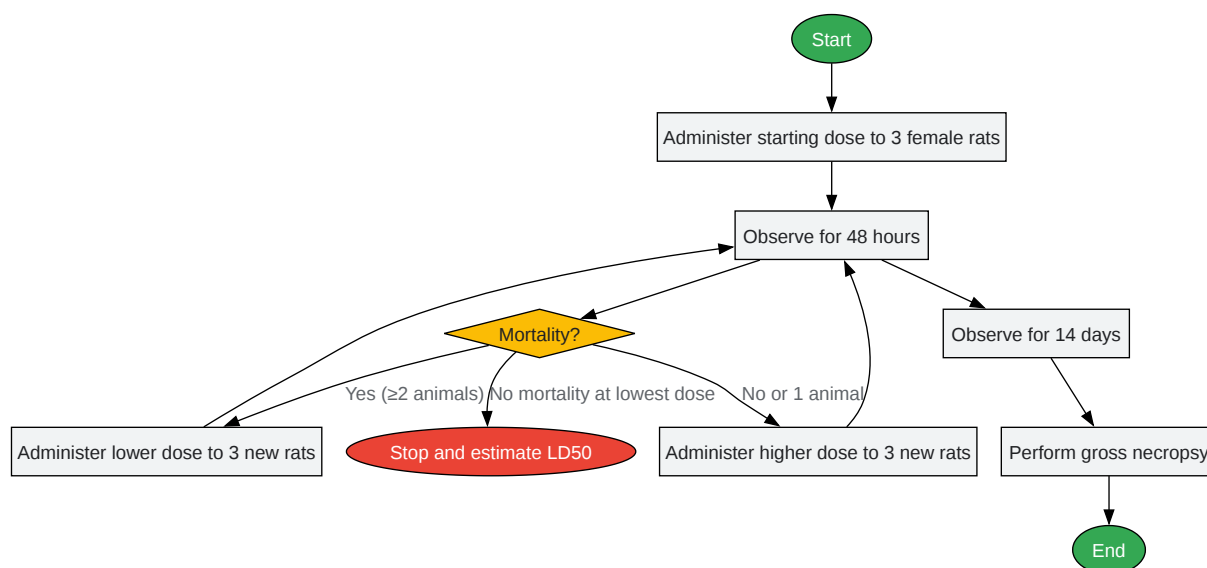 Start
Administer starting dose to 3 female rats
Observe for 48 hours
Mortality?
Observe for 14 days
Yes (≥2 animals)
No mortality at lowest dose
No or 1 animal
Administer lower dose to 3 new rats
Stop and estimate LD50
Administer higher dose to 3 new rats
Perform gross necropsy
End